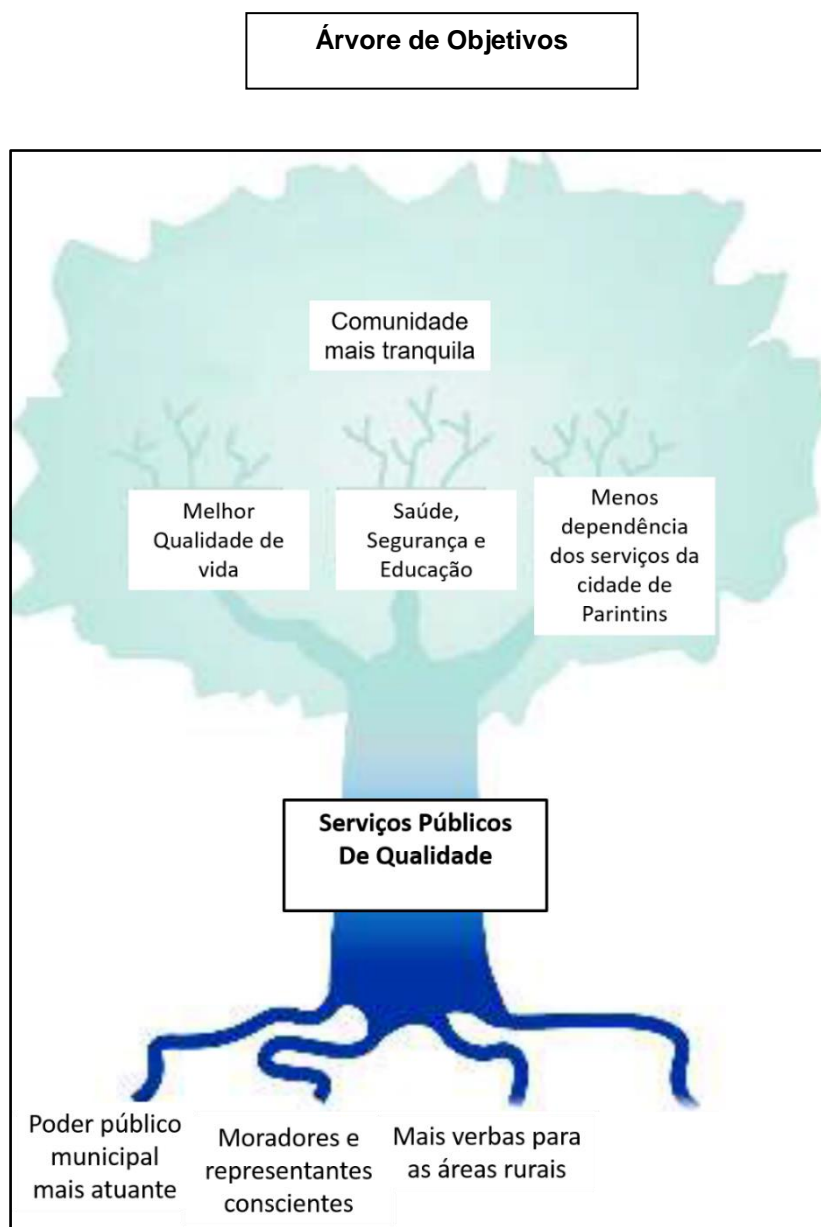 Árvore de Objetivos
Comunidade
mais tranquila
Melhor
Qualidade de
vida
Saúde,
Segurança e
Educação
Menos
dependência
dos serviços da
cidade de
Parintins
Serviços Públicos
De Qualidade
Poder público
municipal
mais atuante
Moradores e
representantes
conscientes
Mais verbas para
as áreas rurais